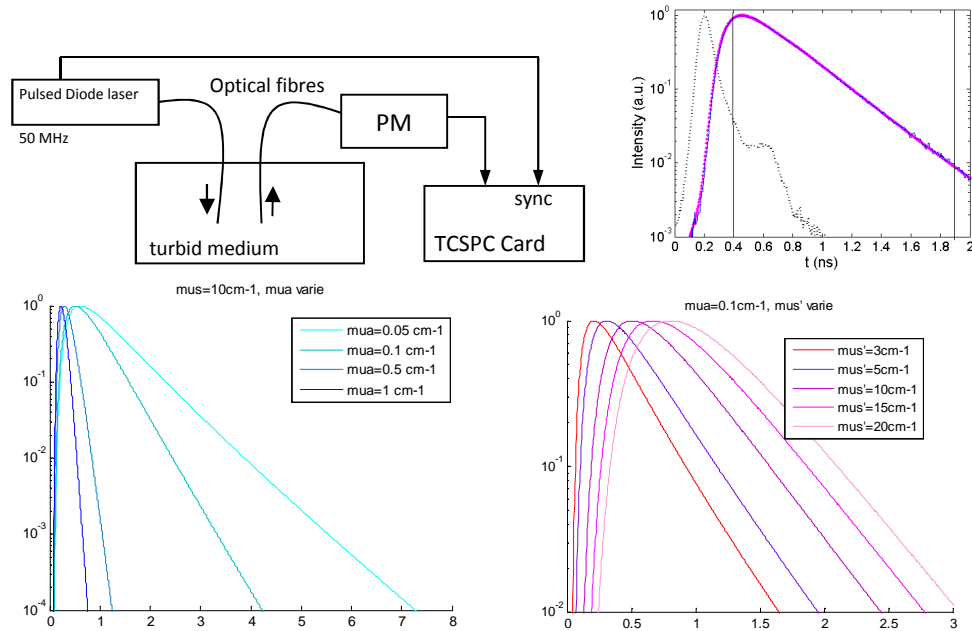 Pulsed Diode laser
50 MHz
Optical fibres
PM
turbid medium
sync
TCSPC Card
Intensity (a.u.)
10^0
10^-1
10^-2
10^-3
0 0.2 0.4 0.6 0.8 1 1.2 1.4 1.6 1.8 2
t (ns)
mus=10cm-1, mua varie
10^0
10^-1
10^-2
10^-3
10^-4
0 1 2 3 4 5 6 7 8
mua=0.05 cm-1
mua=0.1 cm-1
mua=0.5 cm-1
mua=1 cm-1
mua=0.1cm-1, mus' varie
10^0
10^-1
10^-2
0 0.5 1 1.5 2 2.5 3
mus'=3cm-1
mus'=5cm-1
mus'=10cm-1
mus'=15cm-1
mus'=20cm-1